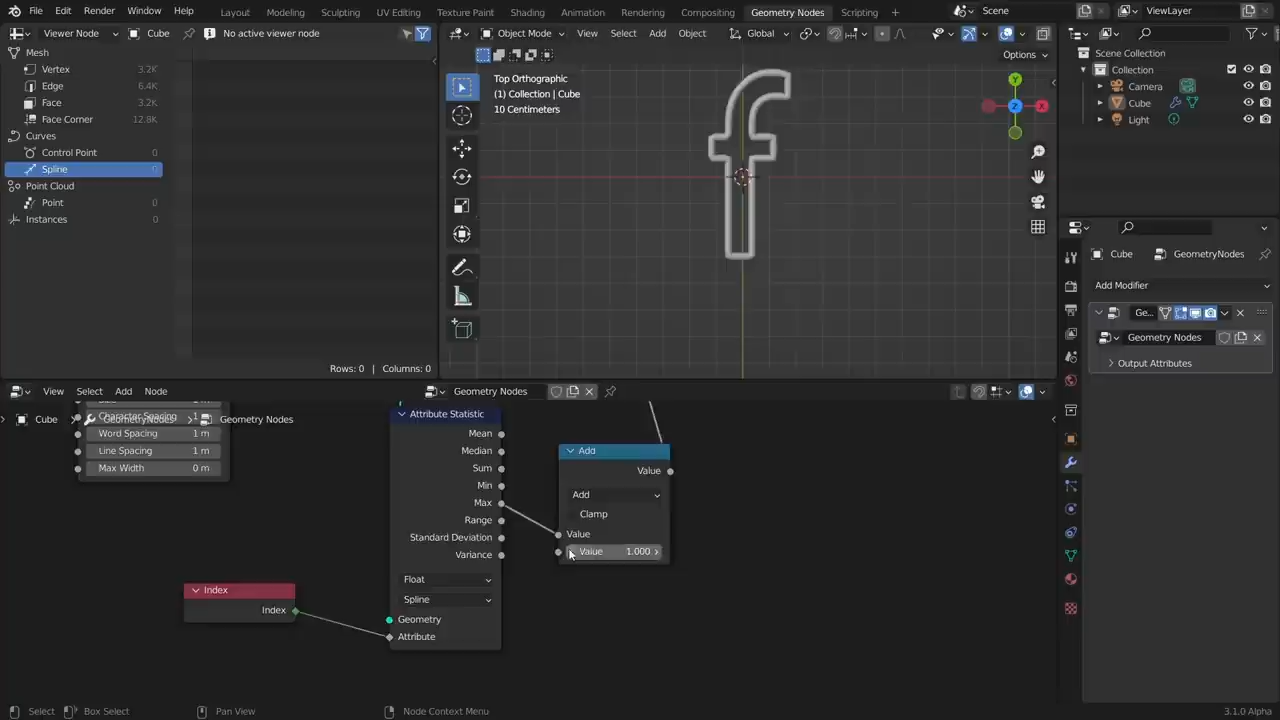 File Edit Render Window Help
Layout Modeling Sculpting UV Editing Texture Paint Shading Animation Rendering Compositing Geometry Nodes Scripting +
Scene
ViewLayer
Viewer Node
Cube
No active viewer node
Mesh
Vertex 3.2K
Edge 6.4K
Face 3.2K
Face Corner 12.8K
Curves
Control Point 0
Spline 0
Point Cloud
Point 0
Instances 0
Rows: 0 | Columns: 0
Object Mode
View Select Add Object
Global
Options
Top Orthographic
(1) Collection | Cube
10 Centimeters
f
Y
Z
X
Scene Collection
Collection
Camera
Cube
Light
Cube
GeometryNodes
Add Modifier
Ge...
Geometry Nodes
Output Attributes
View Select Add Node
Geometry Nodes
Cube
GeometryNodes
Geometry Nodes
Character Spacing 1
Word Spacing 1 m
Line Spacing 1 m
Max Width 0 m
Attribute Statistic
Mean
Median
Sum
Min
Max
Range
Standard Deviation
Variance
Float
Spline
Geometry
Attribute
Index
Index
Add
Value
Add
Clamp
Value
Value 1.000
Select
Box Select
Pan View
Node Context Menu
3.1.0 Alpha